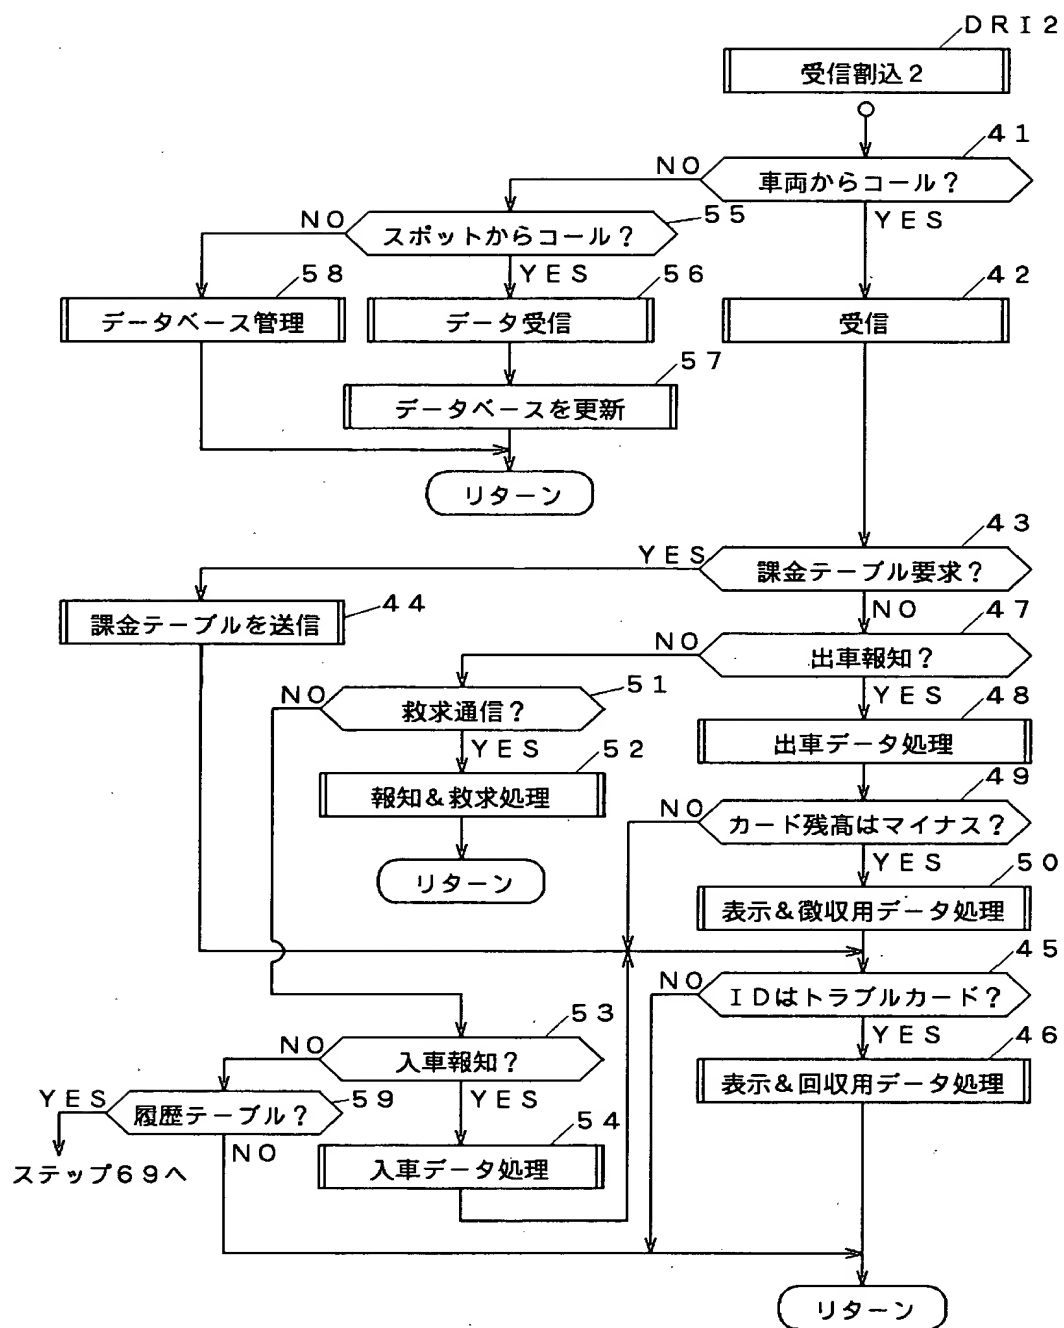 ＤＲＩ２
受信割込２
４１
ＮＯ
車両からコール？
５５
ＮＯ
スポットからコール？
ＹＥＳ
ＹＥＳ
５８
５６
４２
データベース管理
データ受信
受信
５７
データベースを更新
リターン
４３
ＹＥＳ
課金テーブル要求？
４４
ＮＯ
４７
課金テーブルを送信
ＮＯ
出車報知？
５１
ＮＯ
救求通信？
ＹＥＳ
４８
ＹＥＳ
５２
出車データ処理
４９
報知＆救求処理
ＮＯ
カード残高はマイナス？
ＹＥＳ
５０
リターン
表示＆徴収用データ処理
４５
ＮＯ
ＩＤはトラブルカード？
５３
ＹＥＳ
４６
ＮＯ
入車報知？
表示＆回収用データ処理
ＹＥＳ
５９
履歴テーブル？
ＹＥＳ
５４
ＮＯ
ステップ６９へ
入車データ処理
リターン